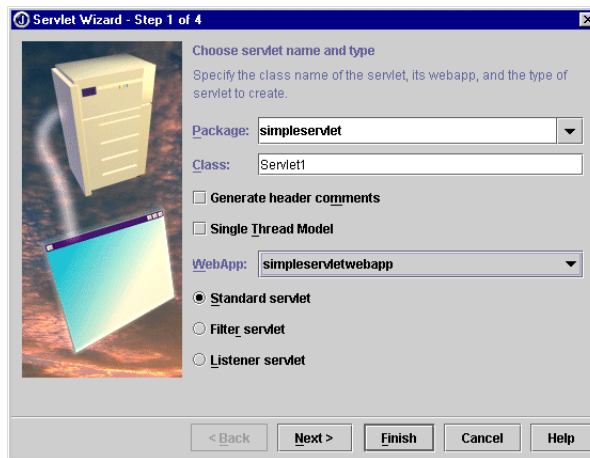 Servlet Wizard - Step 1 of 4
Choose servlet name and type
Specify the class name of the servlet, its webapp, and the type of
servlet to create.
Package: simpleservlet
Class: Servlet1
Generate header comments
Single Thread Model
WebApp: simpleservletwebapp
Standard servlet
Filter servlet
Listener servlet
< Back Next > Finish Cancel Help